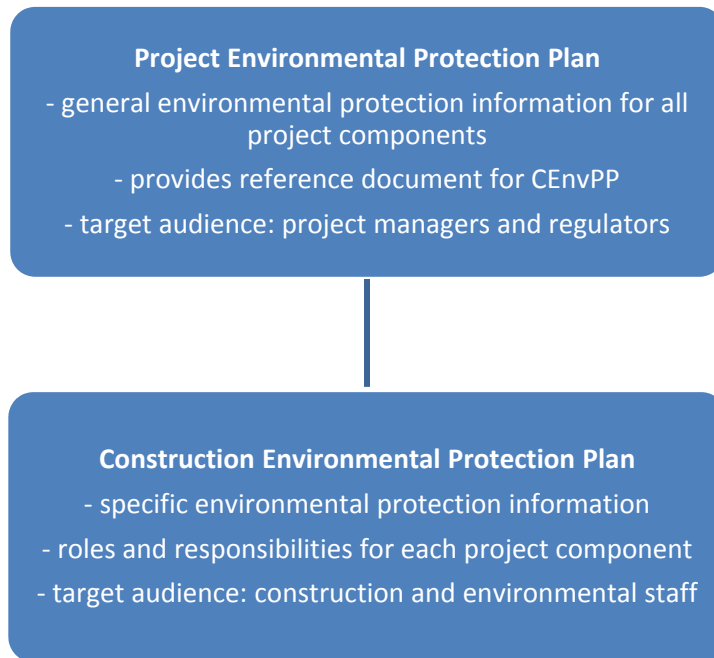 Project Environmental Protection Plan
- general environmental protection information for all
project components
- provides reference document for CEnvPP
- target audience: project managers and regulators
Construction Environmental Protection Plan
- specific environmental protection information
- roles and responsibilities for each project component
- target audience: construction and environmental staff